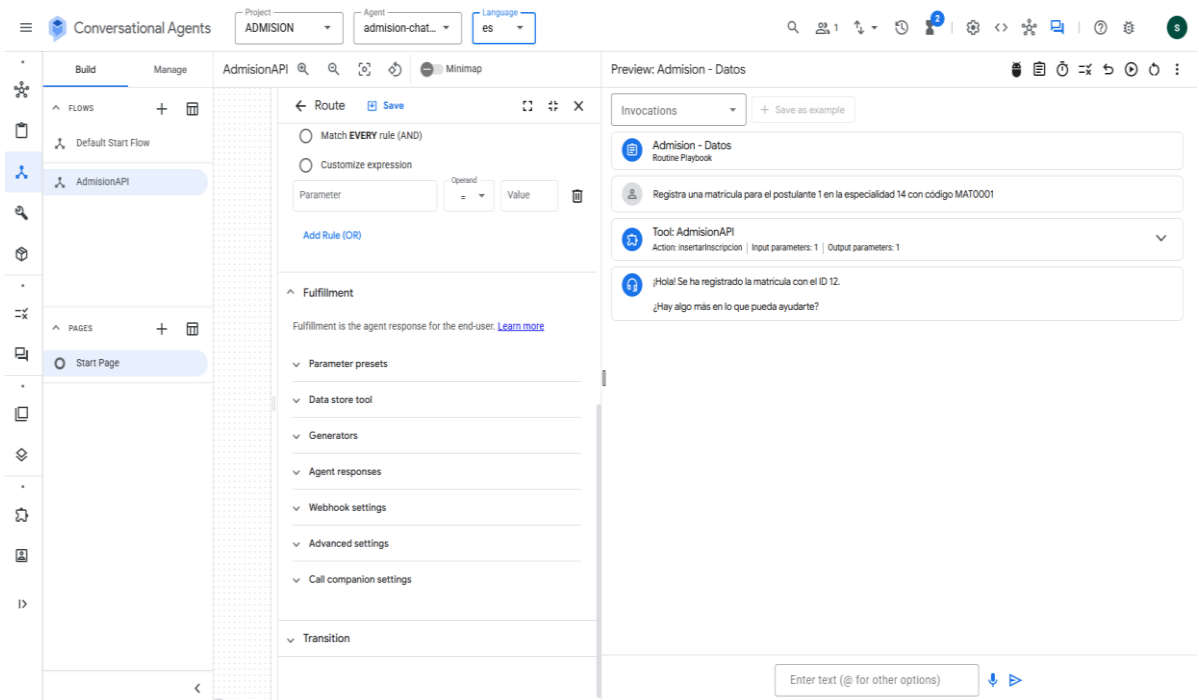 Conversational Agents
Project
ADMISION
Agent
admision-chat...
Language
es
1
2
s
Build
Manage
FLOWS
Default Start Flow
AdmisionAPI
PAGES
Start Page
AdmisionAPI
Minimap
Route
Save
Match EVERY rule (AND)
Customize expression
Parameter
Operand
=
Value
Add Rule (OR)
Fulfillment
Fulfillment is the agent response for the end-user. Learn more
Parameter presets
Data store tool
Generators
Agent responses
Webhook settings
Advanced settings
Call companion settings
Transition
Preview: Admision - Datos
Invocations
+ Save as example
Admision - Datos
Routine Playbook
Registra una matricula para el postulante 1 en la especialidad 14 con código MAT0001
Tool: AdmisionAPI
Action: insertarInscripcion | Input parameters: 1 | Output parameters: 1
¡Hola! Se ha registrado la matricula con el ID 12.
¿Hay algo más en lo que pueda ayudarte?
Enter text (@ for other options)